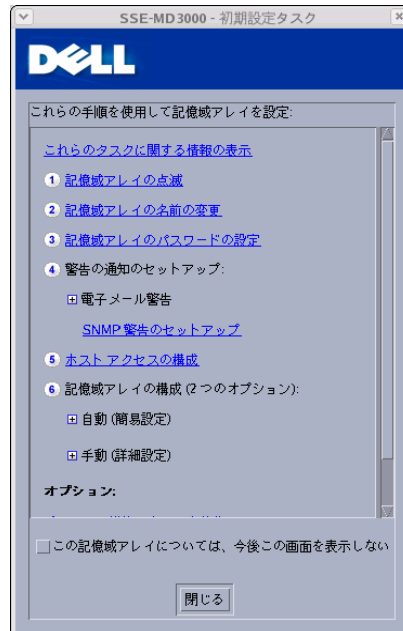 SSE-MD3000 - 初期設定タスク
DELL
これらの手順を使用して記憶域アレイを設定:
これらのタスクに関する情報の表示
1 記憶域アレイの点滅
2 記憶域アレイの名前の変更
3 記憶域アレイのパスワードの設定
4 警告の通知のセットアップ:
電子メール警告
SNMP 警告のセットアップ
5 ホスト アクセスの構成
6 記憶域アレイの構成 (2 つのオプション):
自動 (簡易設定)
手動 (詳細設定)
オプション:
この記憶域アレイについては、今後この画面を表示しない
閉じる